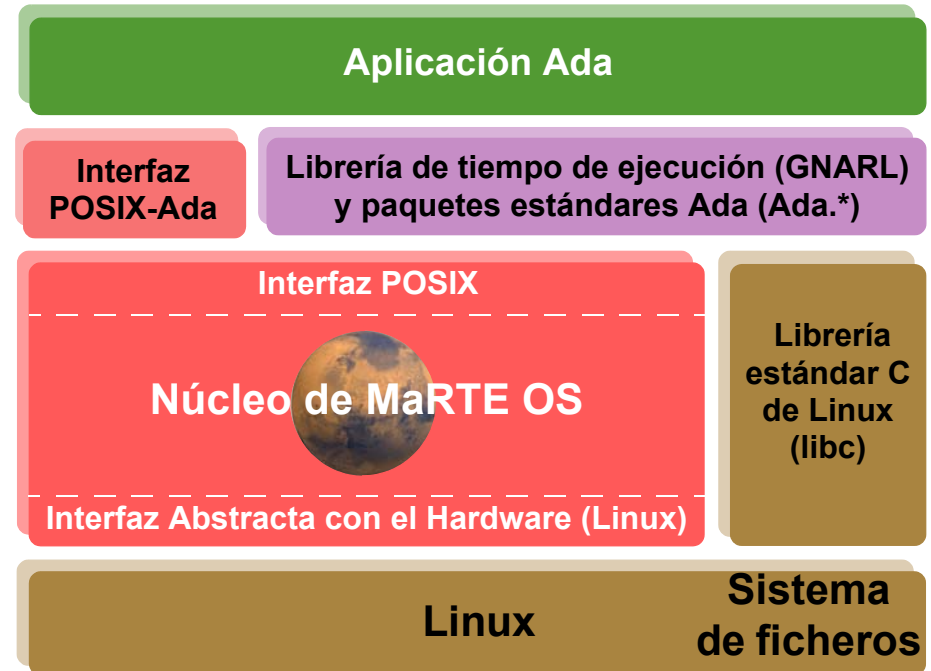 Aplicación Ada
Interfaz
POSIX-Ada
Librería de tiempo de ejecución (GNARL)
y paquetes estándares Ada (Ada.*)
Interfaz POSIX
Núcleo de MaRTE OS
Interfaz Abstracta con el Hardware (Linux)
Librería
estándar C
de Linux
(libc)
Linux
Sistema
de ficheros